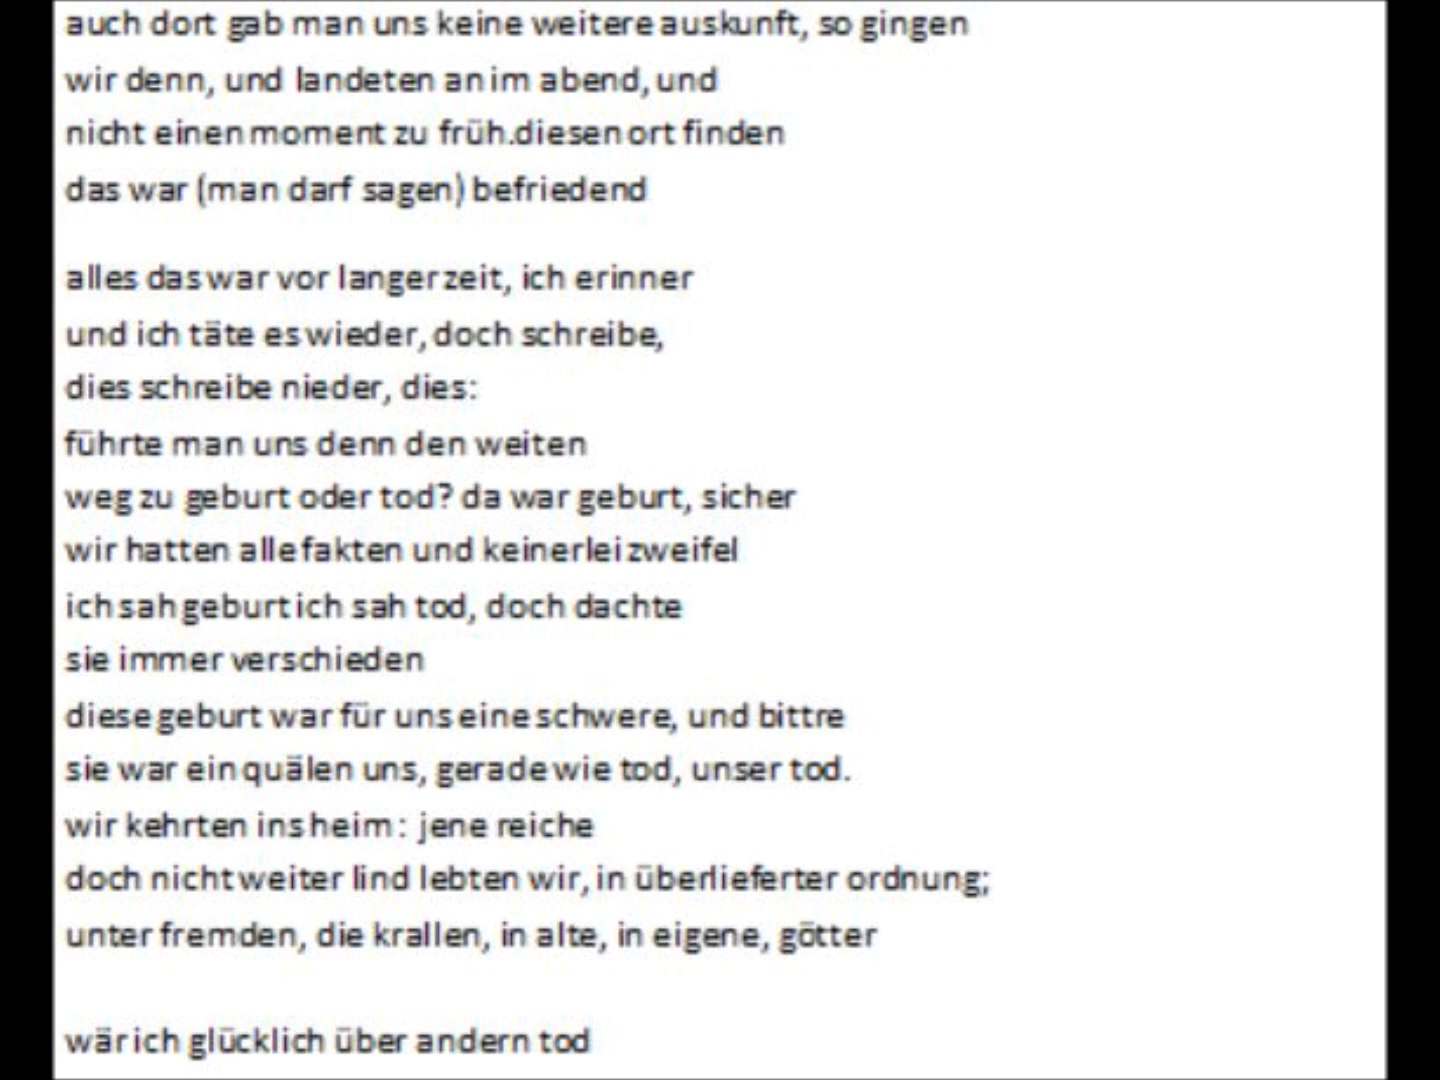 auch dort gab man uns keine weitere auskunft, so gingen
wir denn, und landeten an im abend, und
nicht einen moment zu früh.diesen ort finden
das war (man darf sagen) befriedend
alles das war vor langer zeit, ich erinner
und ich täte es wieder, doch schreibe,
dies schreibe nieder, dies:
führte man uns denn den weiten
weg zu geburt oder tod? da war geburt, sicher
wir hatten alle fakten und keinerlei zweifel
ich sah geburt ich sah tod, doch dachte
sie immer verschieden
diese geburt war für uns eine schwere, und bittre
sie war ein quälen uns, gerade wie tod, unser tod.
wir kehrten ins heim : jene reiche
doch nicht weiter lind lebten wir, in überlieferter ordnung;
unter fremden, die krallen, in alte, in eigene, götter
wär ich glücklich über andern tod